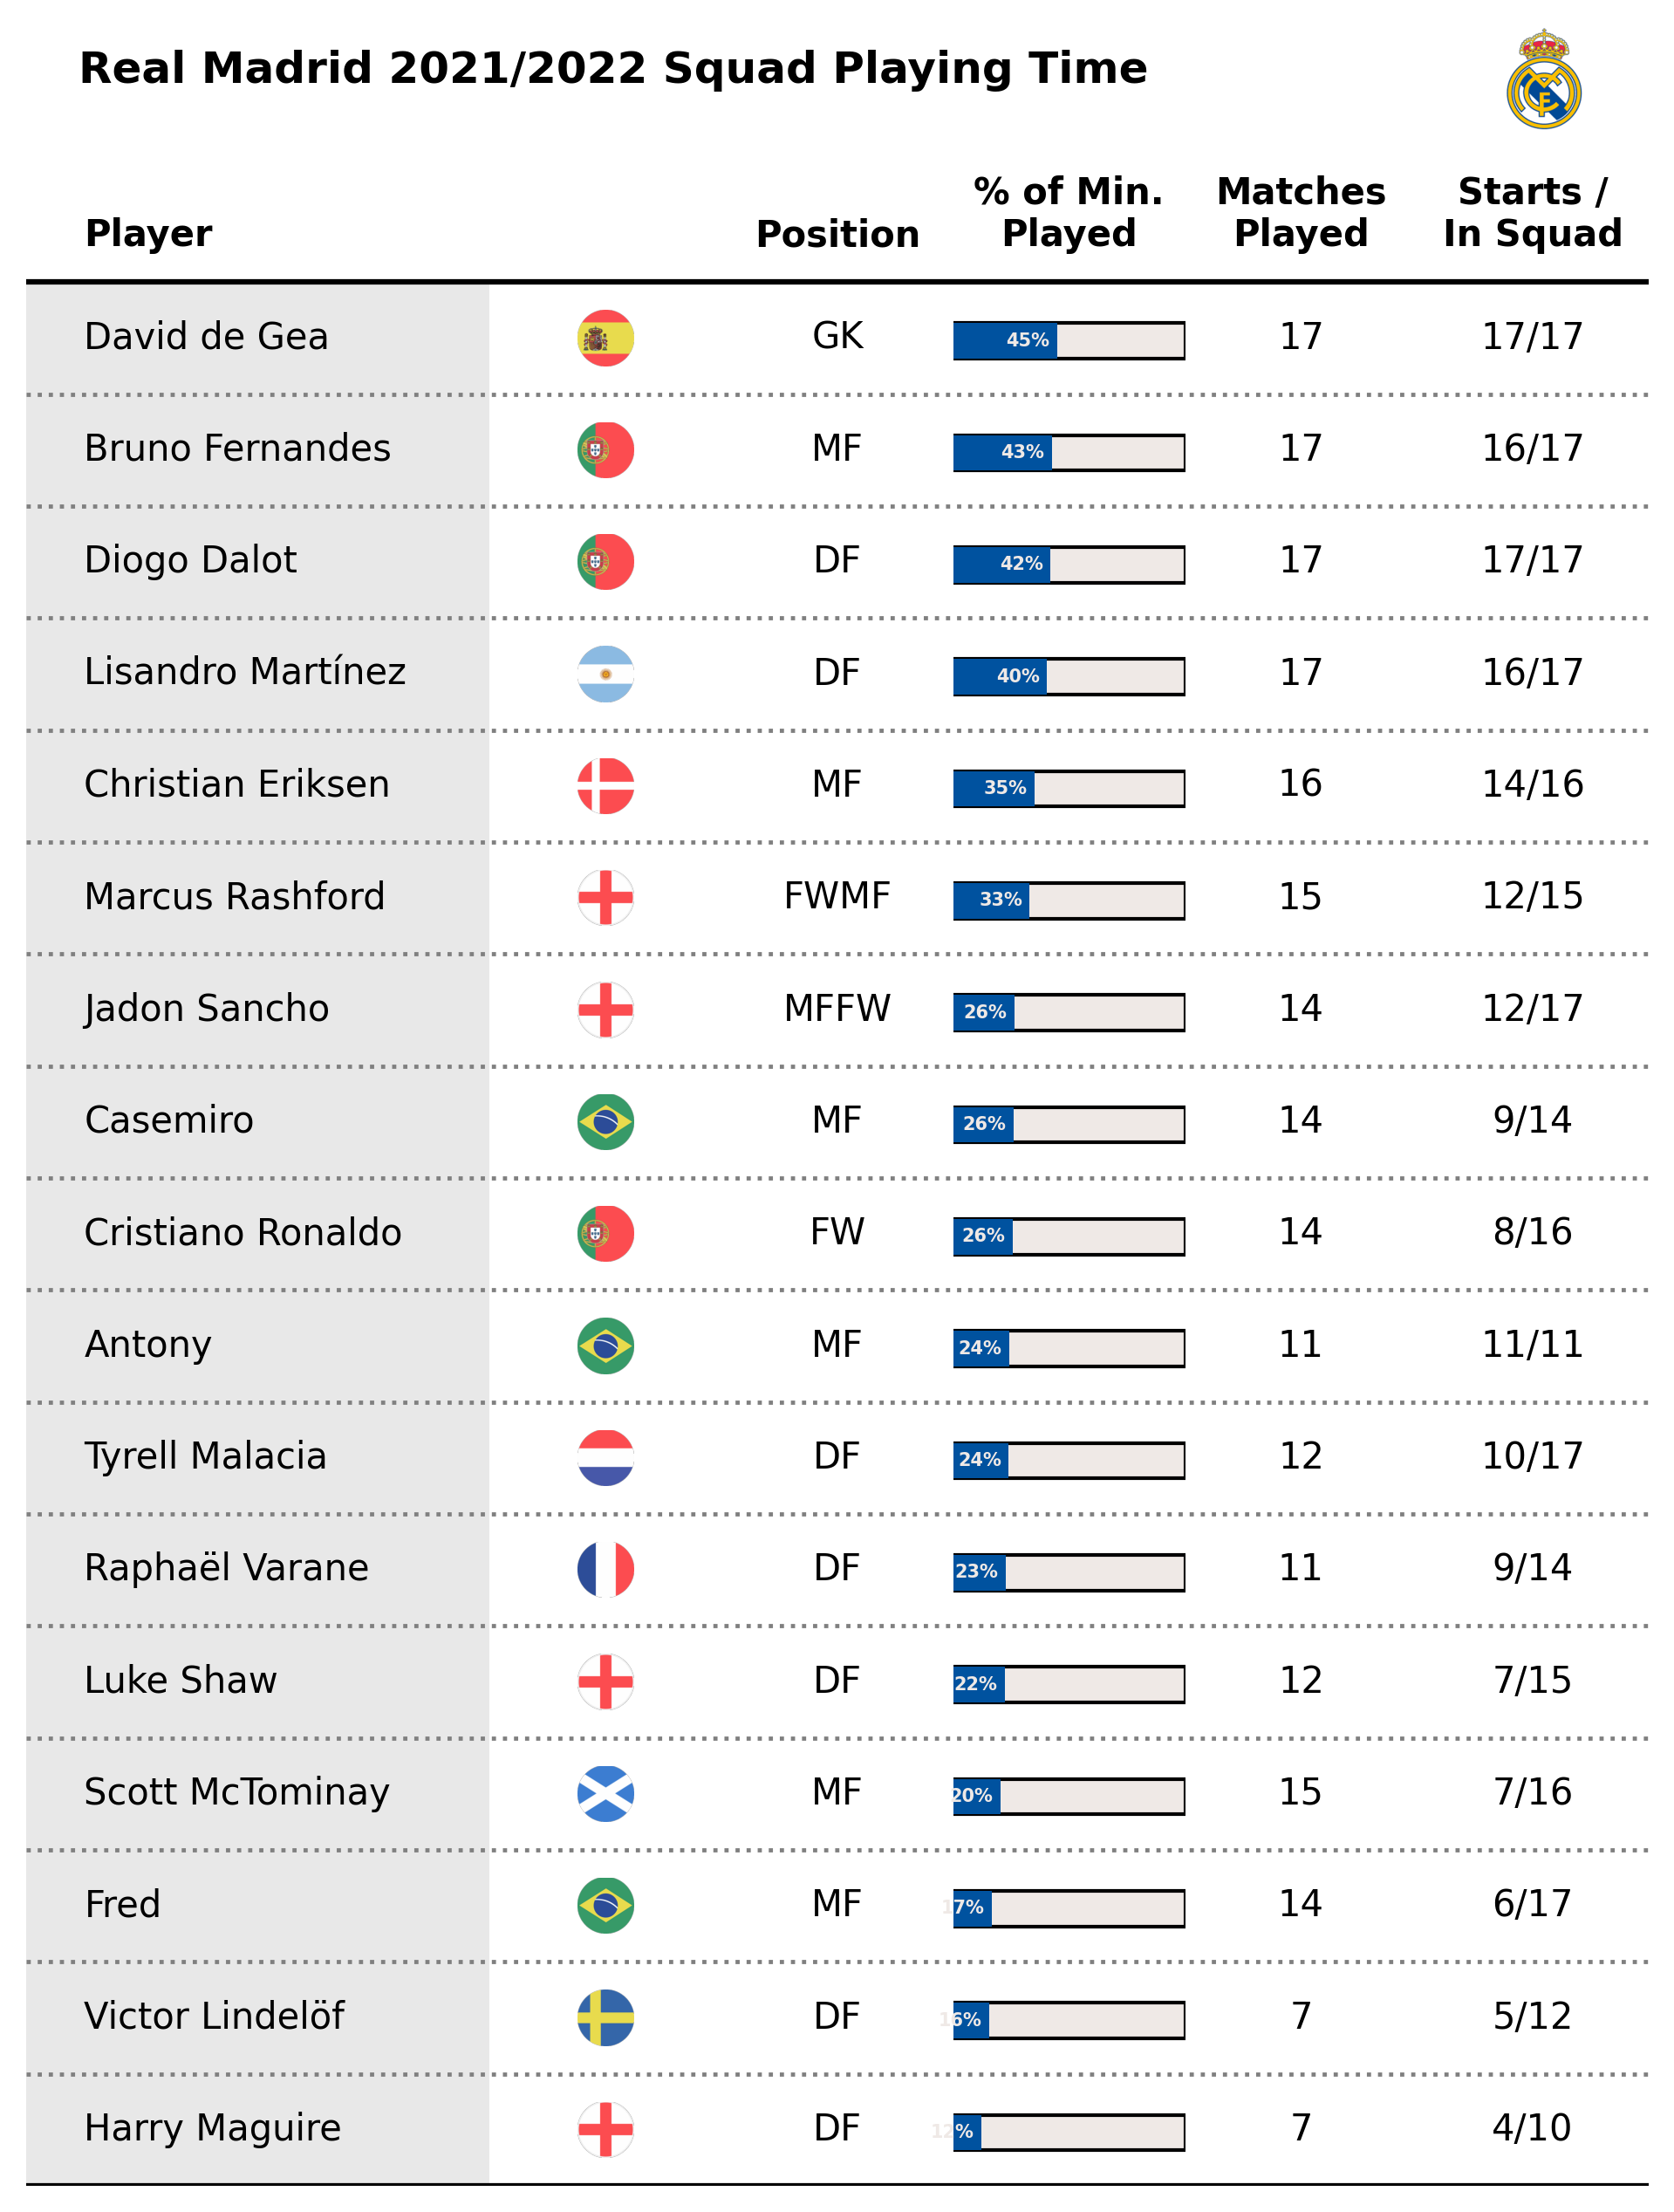 Real Madrid 2021/2022 Squad Playing Time
Player Position % of Min. Played Matches Played Starts / In Squad
David de Gea GK 45% 17 17/17
Bruno Fernandes MF 43% 17 16/17
Diogo Dalot DF 42% 17 17/17
Lisandro Martínez DF 40% 17 16/17
Christian Eriksen MF 35% 16 14/16
Marcus Rashford FWMF 33% 15 12/15
Jadon Sancho MFFW 26% 14 12/17
Casemiro MF 26% 14 9/14
Cristiano Ronaldo FW 26% 14 8/16
Antony MF 24% 11 11/11
Tyrell Malacia DF 24% 12 10/17
Raphaël Varane DF 23% 11 9/14
Luke Shaw DF 22% 12 7/15
Scott McTominay MF 20% 15 7/16
Fred MF 17% 14 6/17
Victor Lindelöf DF 16% 7 5/12
Harry Maguire DF 12% 7 4/10